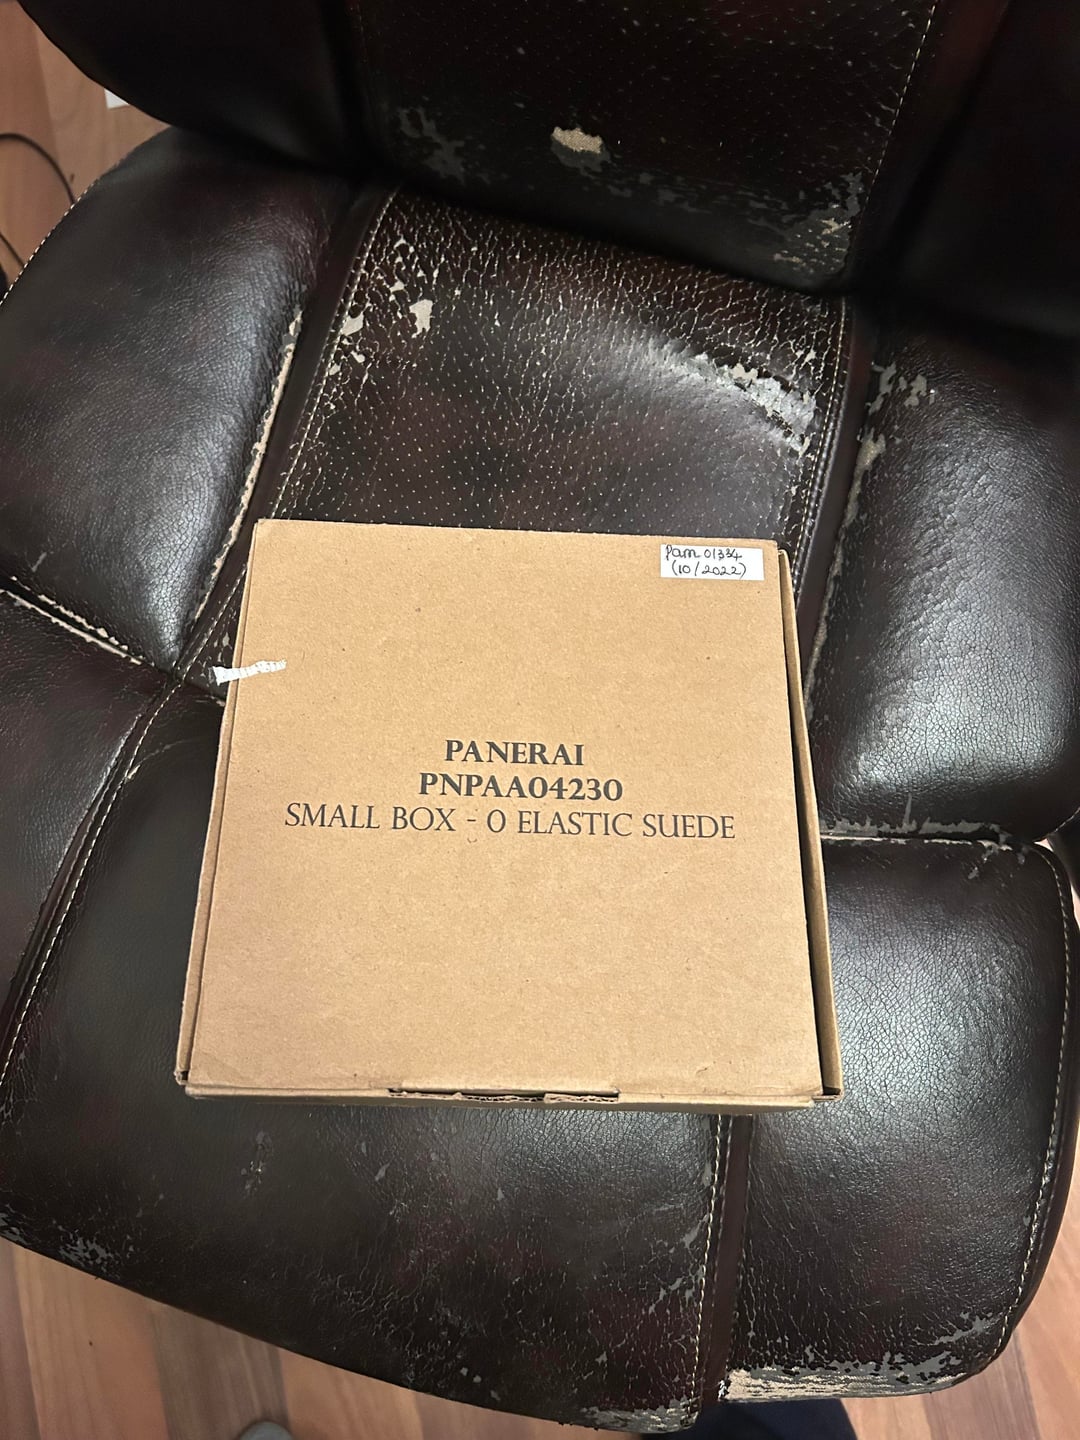 Pam 01334
(10/2022)
PANERAI
PNPAA04230
SMALL BOX - 0 ELASTIC SUEDE